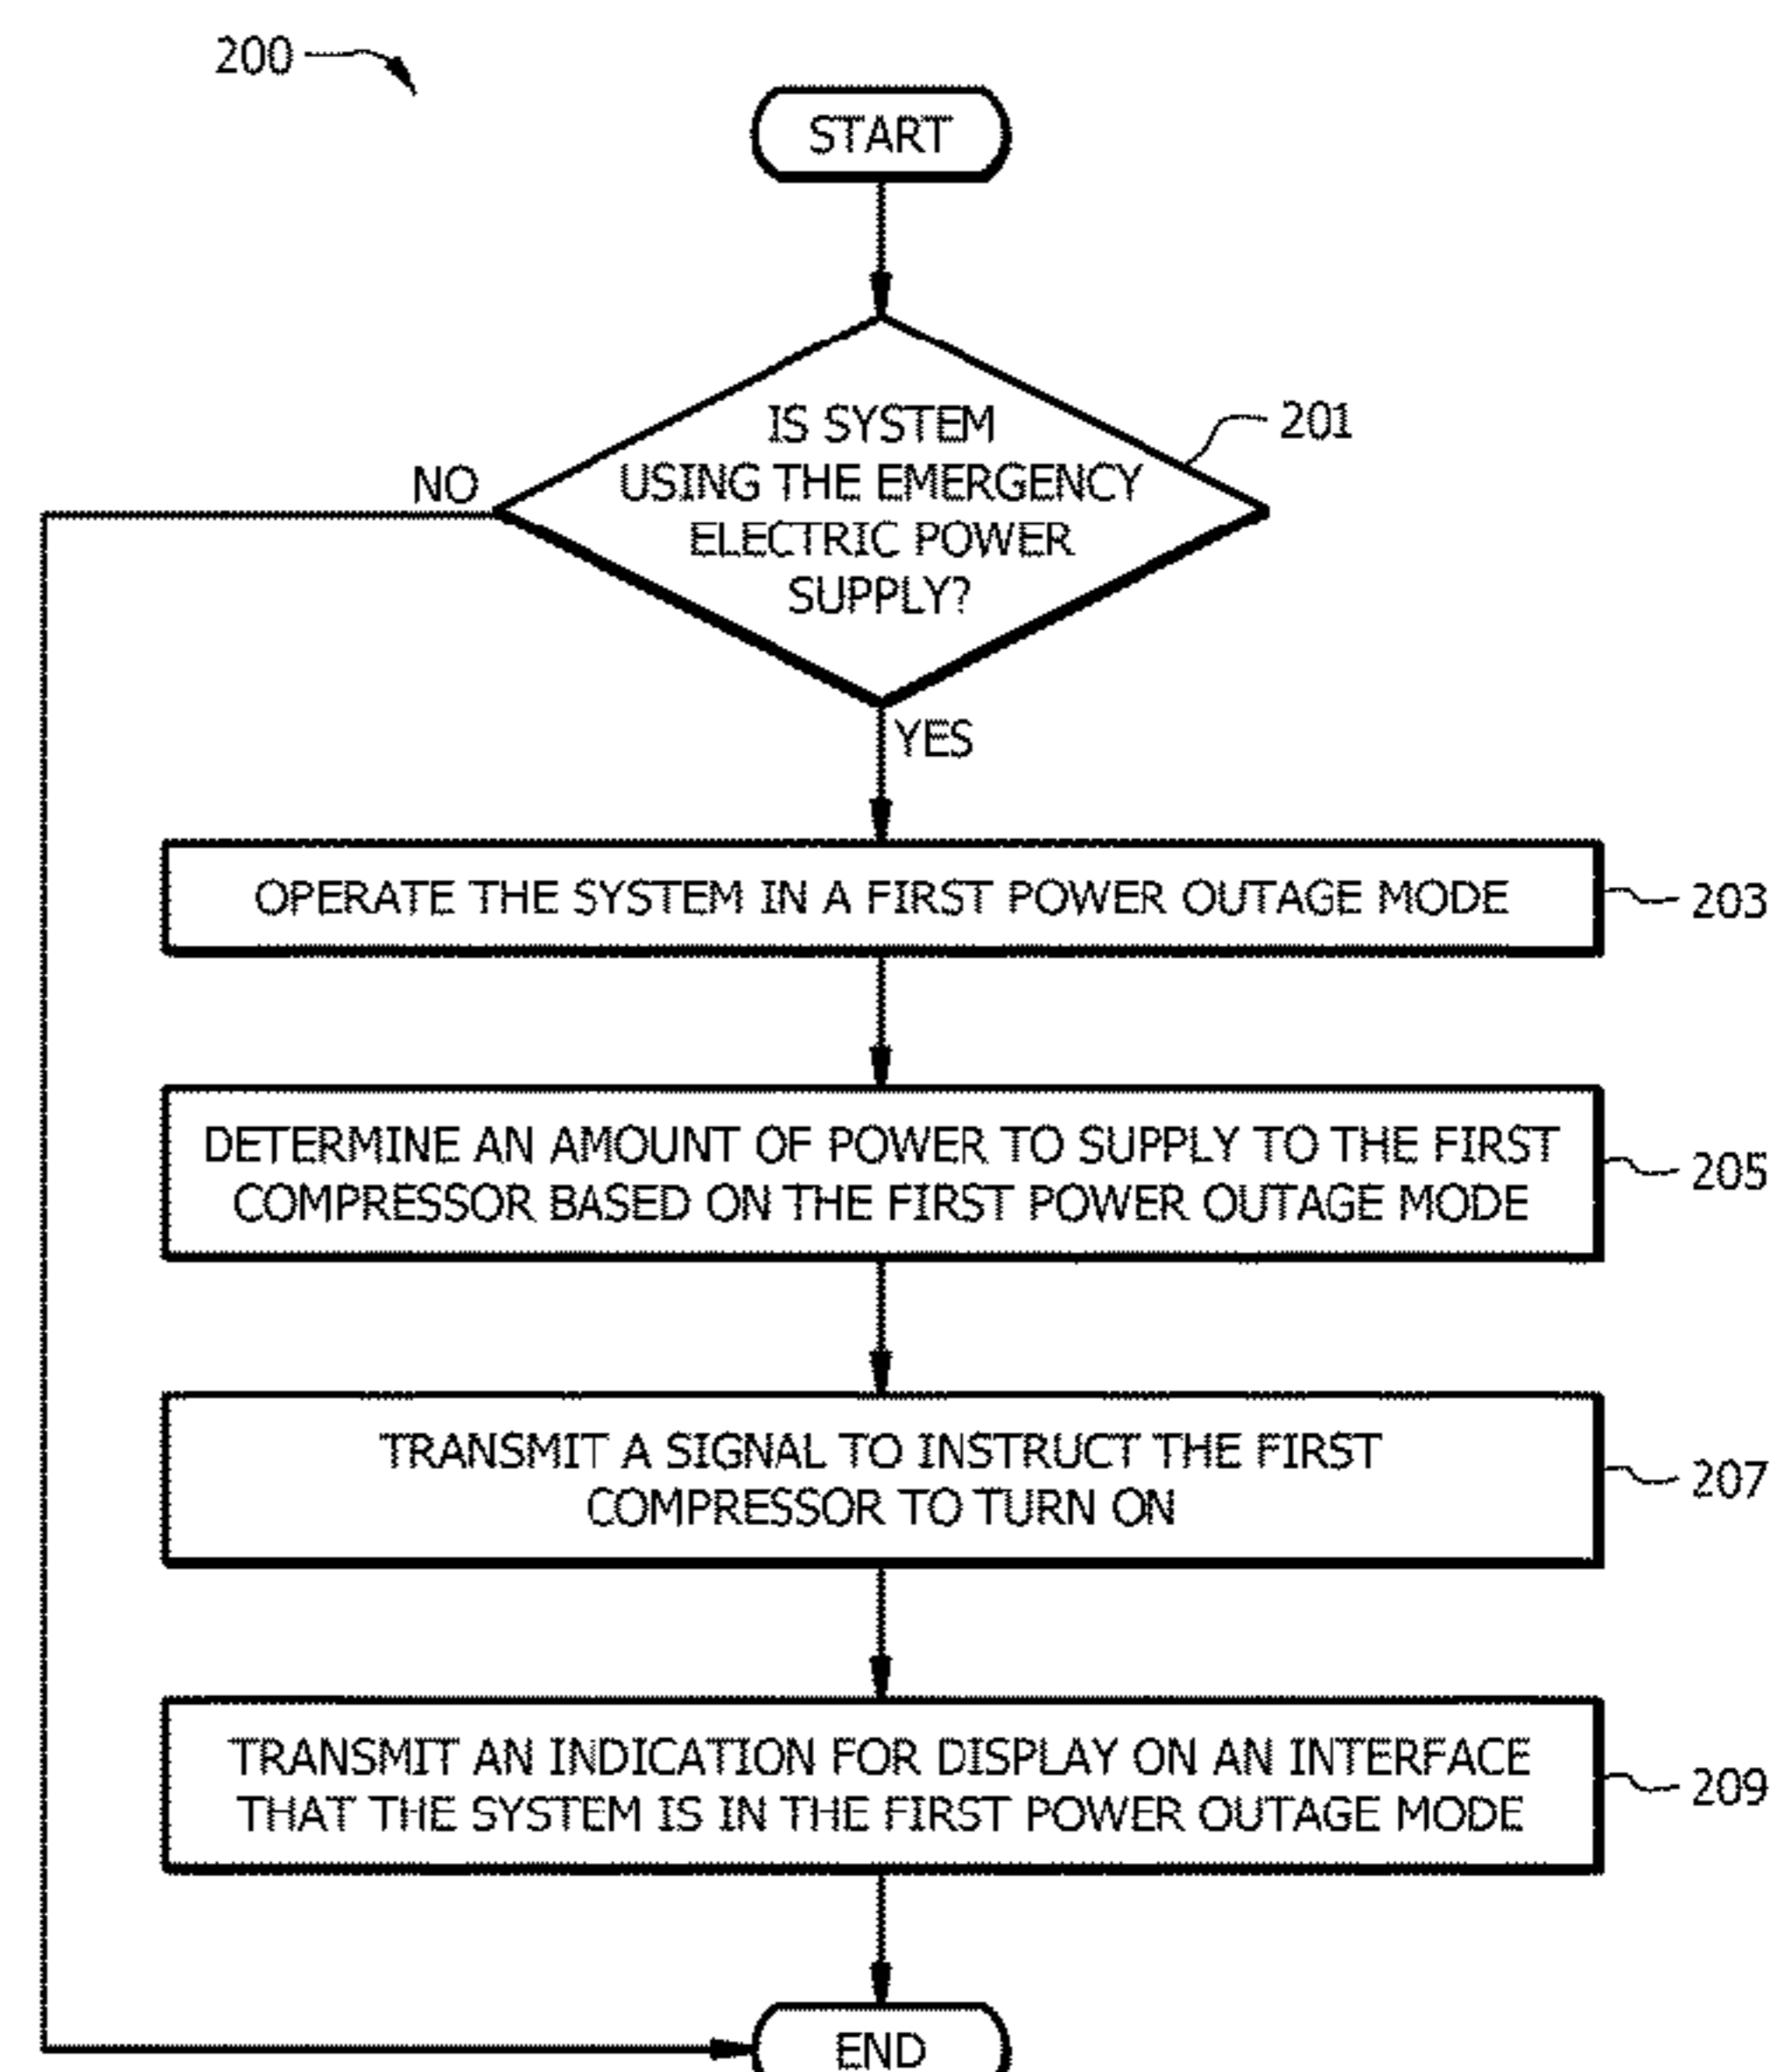 200
START
IS SYSTEM
USING THE EMERGENCY
ELECTRIC POWER
SUPPLY?
201
NO
YES
OPERATE THE SYSTEM IN A FIRST POWER OUTAGE MODE
203
DETERMINE AN AMOUNT OF POWER TO SUPPLY TO THE FIRST
COMPRESSOR BASED ON THE FIRST POWER OUTAGE MODE
205
TRANSMIT A SIGNAL TO INSTRUCT THE FIRST
COMPRESSOR TO TURN ON
207
TRANSMIT AN INDICATION FOR DISPLAY ON AN INTERFACE
THAT THE SYSTEM IS IN THE FIRST POWER OUTAGE MODE
209
END